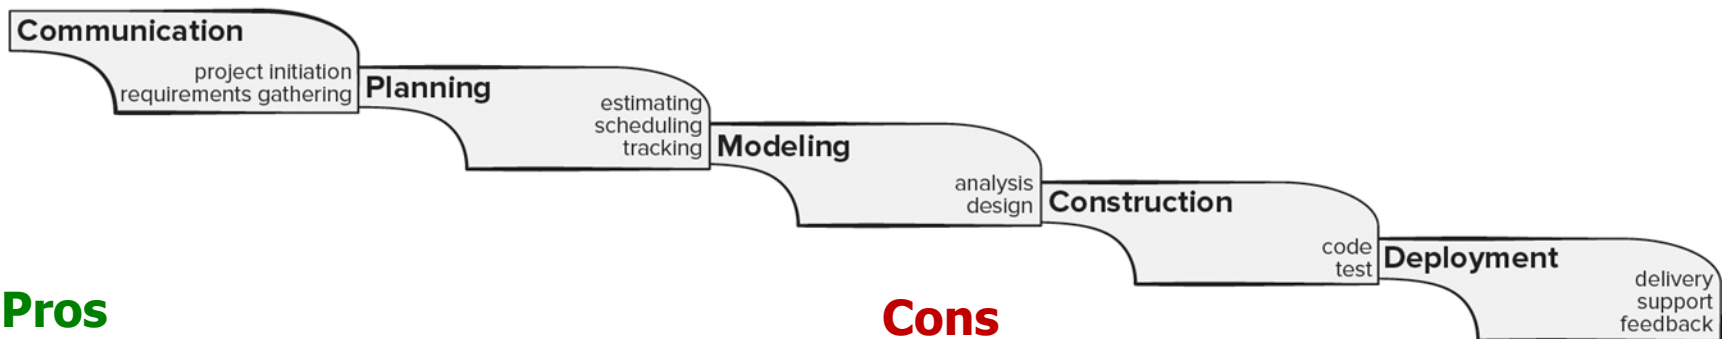 Communication
project initiation
requirements gathering
Planning
estimating
scheduling
tracking
Modeling
analysis
design
Construction
code
test
Deployment
delivery
support
feedback
Pros
Cons